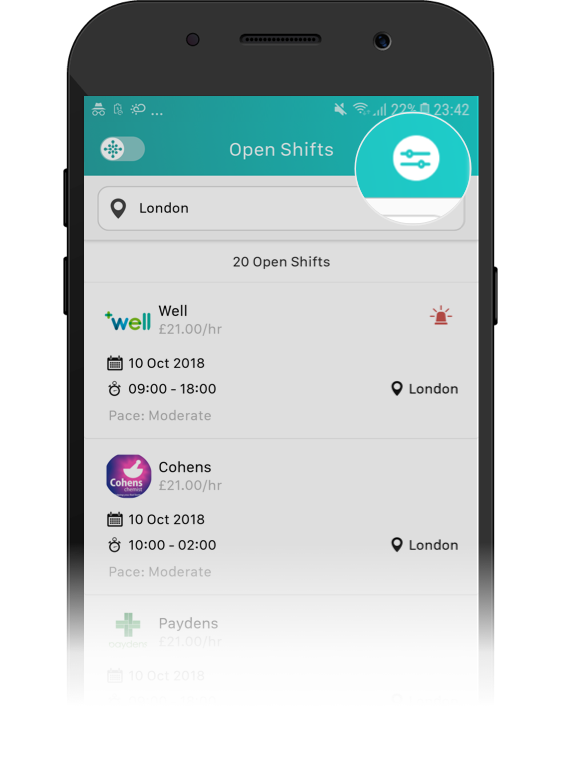 ... 22% 23:42
Open Shifts
London
20 Open Shifts
+well Well
£21.00/hr
10 Oct 2018
09:00 - 18:00 London
Pace: Moderate
Cohens
Cohens chemist £21.00/hr
10 Oct 2018
10:00 - 02:00 London
Pace: Moderate
Paydens
£21.00/hr
10 Oct 2018